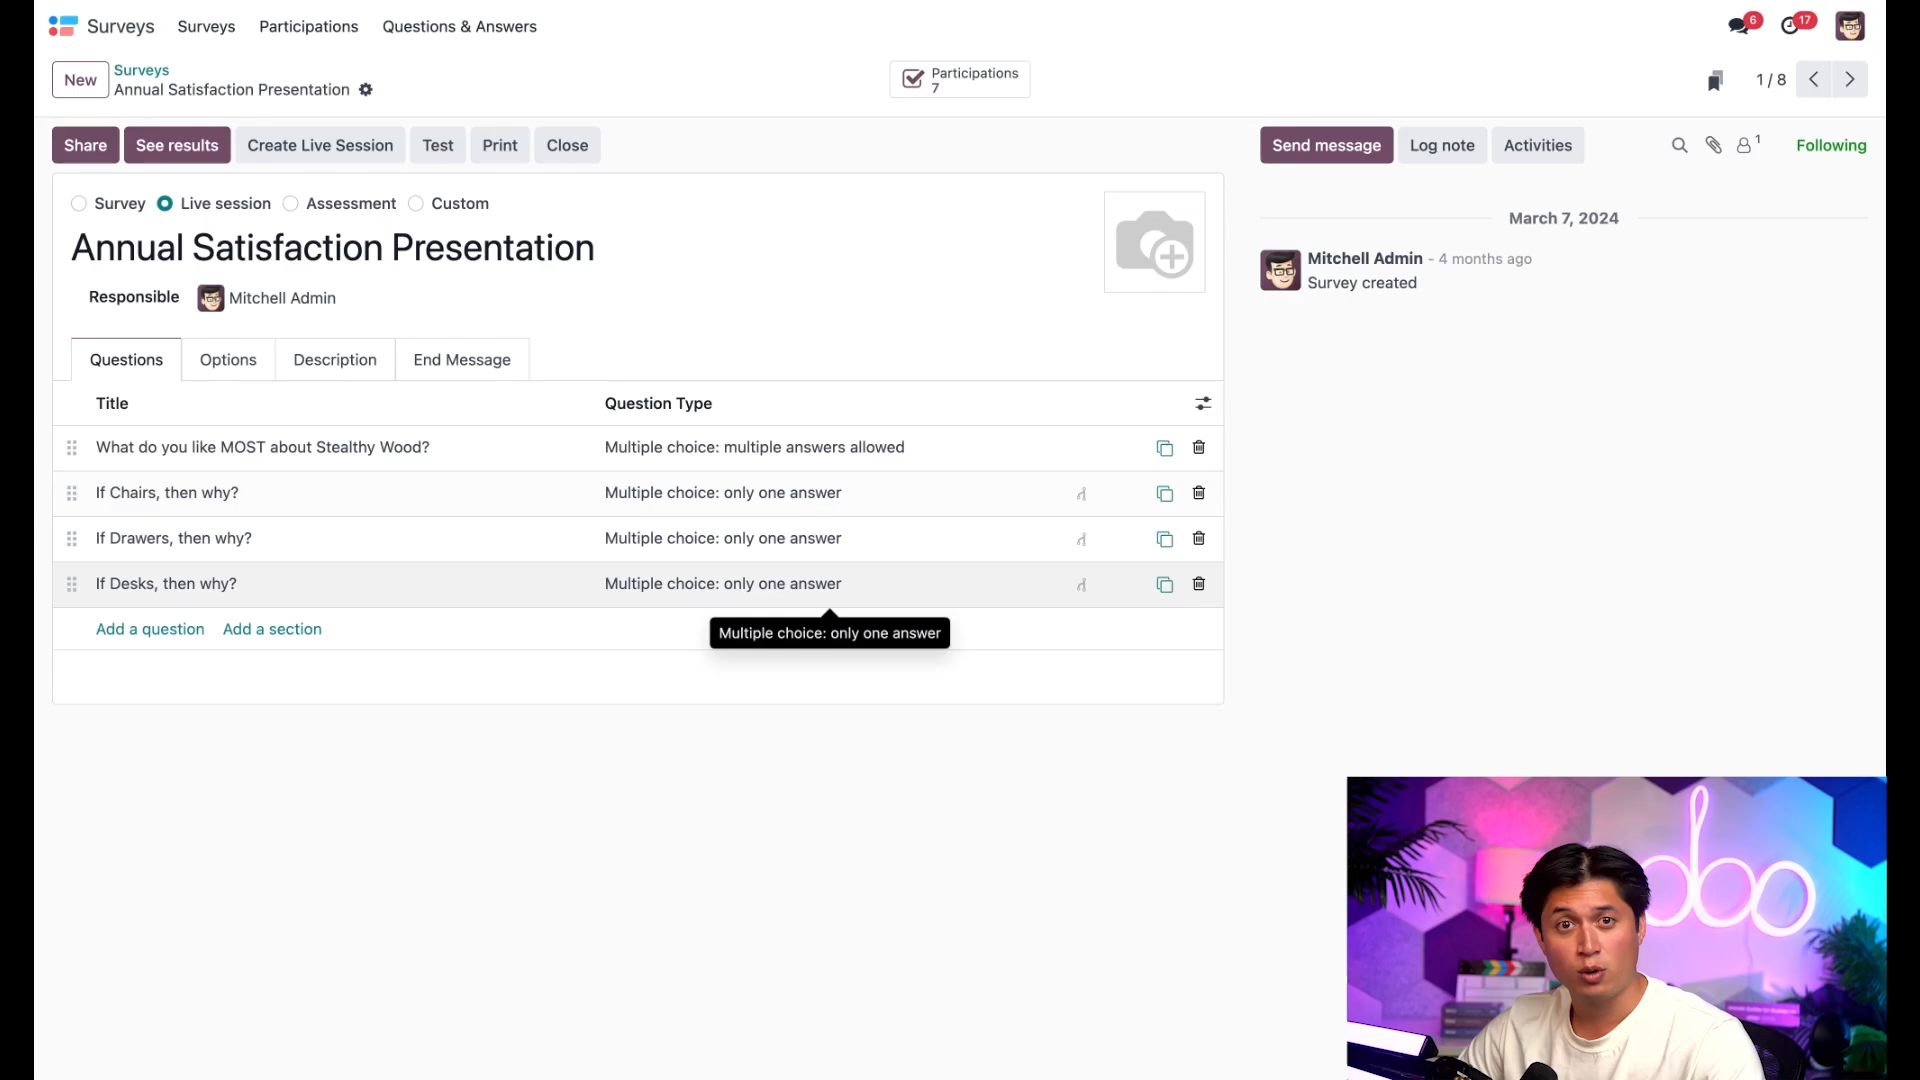 Surveys Surveys Participations Questions & Answers 6 17
New Surveys Participations 1 / 8
Annual Satisfaction Presentation 7
Share See results Create Live Session Test Print Close Send message Log note Activities 1 Following
Survey Live session Assessment Custom
March 7, 2024
Annual Satisfaction Presentation
Mitchell Admin - 4 months ago
Survey created
Responsible Mitchell Admin
Questions Options Description End Message
Title Question Type
What do you like MOST about Stealthy Wood? Multiple choice: multiple answers allowed
If Chairs, then why? Multiple choice: only one answer
If Drawers, then why? Multiple choice: only one answer
If Desks, then why? Multiple choice: only one answer
Add a question Add a section
Multiple choice: only one answer
odoo